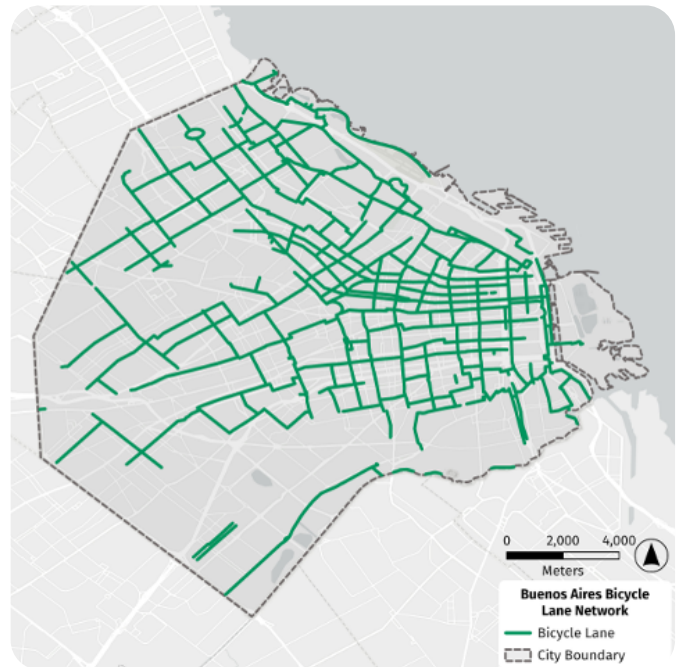 0 2,000 4,000
Meters
Buenos Aires Bicycle
Lane Network
Bicycle Lane
City Boundary